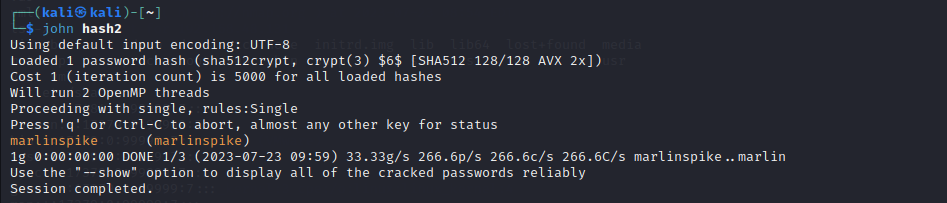 ┌──(kali㉿kali)-[~]
└─$ john hash2
Using default input encoding: UTF-8
Loaded 1 password hash (sha512crypt, crypt(3) $6$ [SHA512 128/128 AVX 2x])
Cost 1 (iteration count) is 5000 for all loaded hashes
Will run 2 OpenMP threads
Proceeding with single, rules:Single
Press 'q' or Ctrl-C to abort, almost any other key for status
marlinspike      (marlinspike)
1g 0:00:00:00 DONE 1/3 (2023-07-23 09:59) 33.33g/s 266.6p/s 266.6c/s 266.6C/s marlinspike..marlin
Use the "--show" option to display all of the cracked passwords reliably
Session completed.